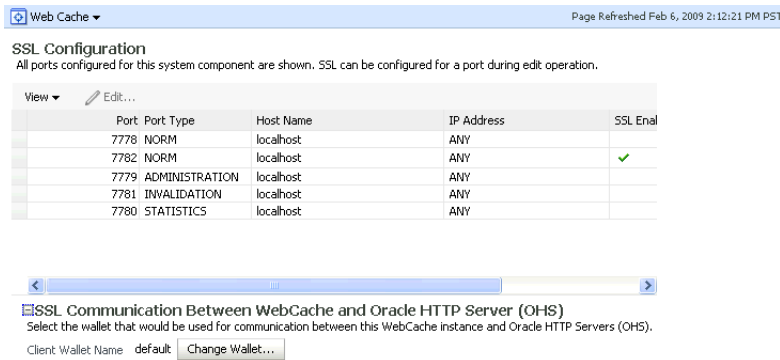 Web Cache
Page Refreshed Feb 6, 2009 2:12:21 PM PST
SSL Configuration
All ports configured for this system component are shown. SSL can be configured for a port during edit operation.
View Edit...
Port Port Type Host Name IP Address SSL Enal
7778 NORM localhost ANY
7782 NORM localhost ANY
7779 ADMINISTRATION localhost ANY
7781 INVALIDATION localhost ANY
7780 STATISTICS localhost ANY
SSL Communication Between WebCache and Oracle HTTP Server (OHS)
Select the wallet that would be used for communication between this WebCache instance and Oracle HTTP Servers (OHS).
Client Wallet Name default Change Wallet...